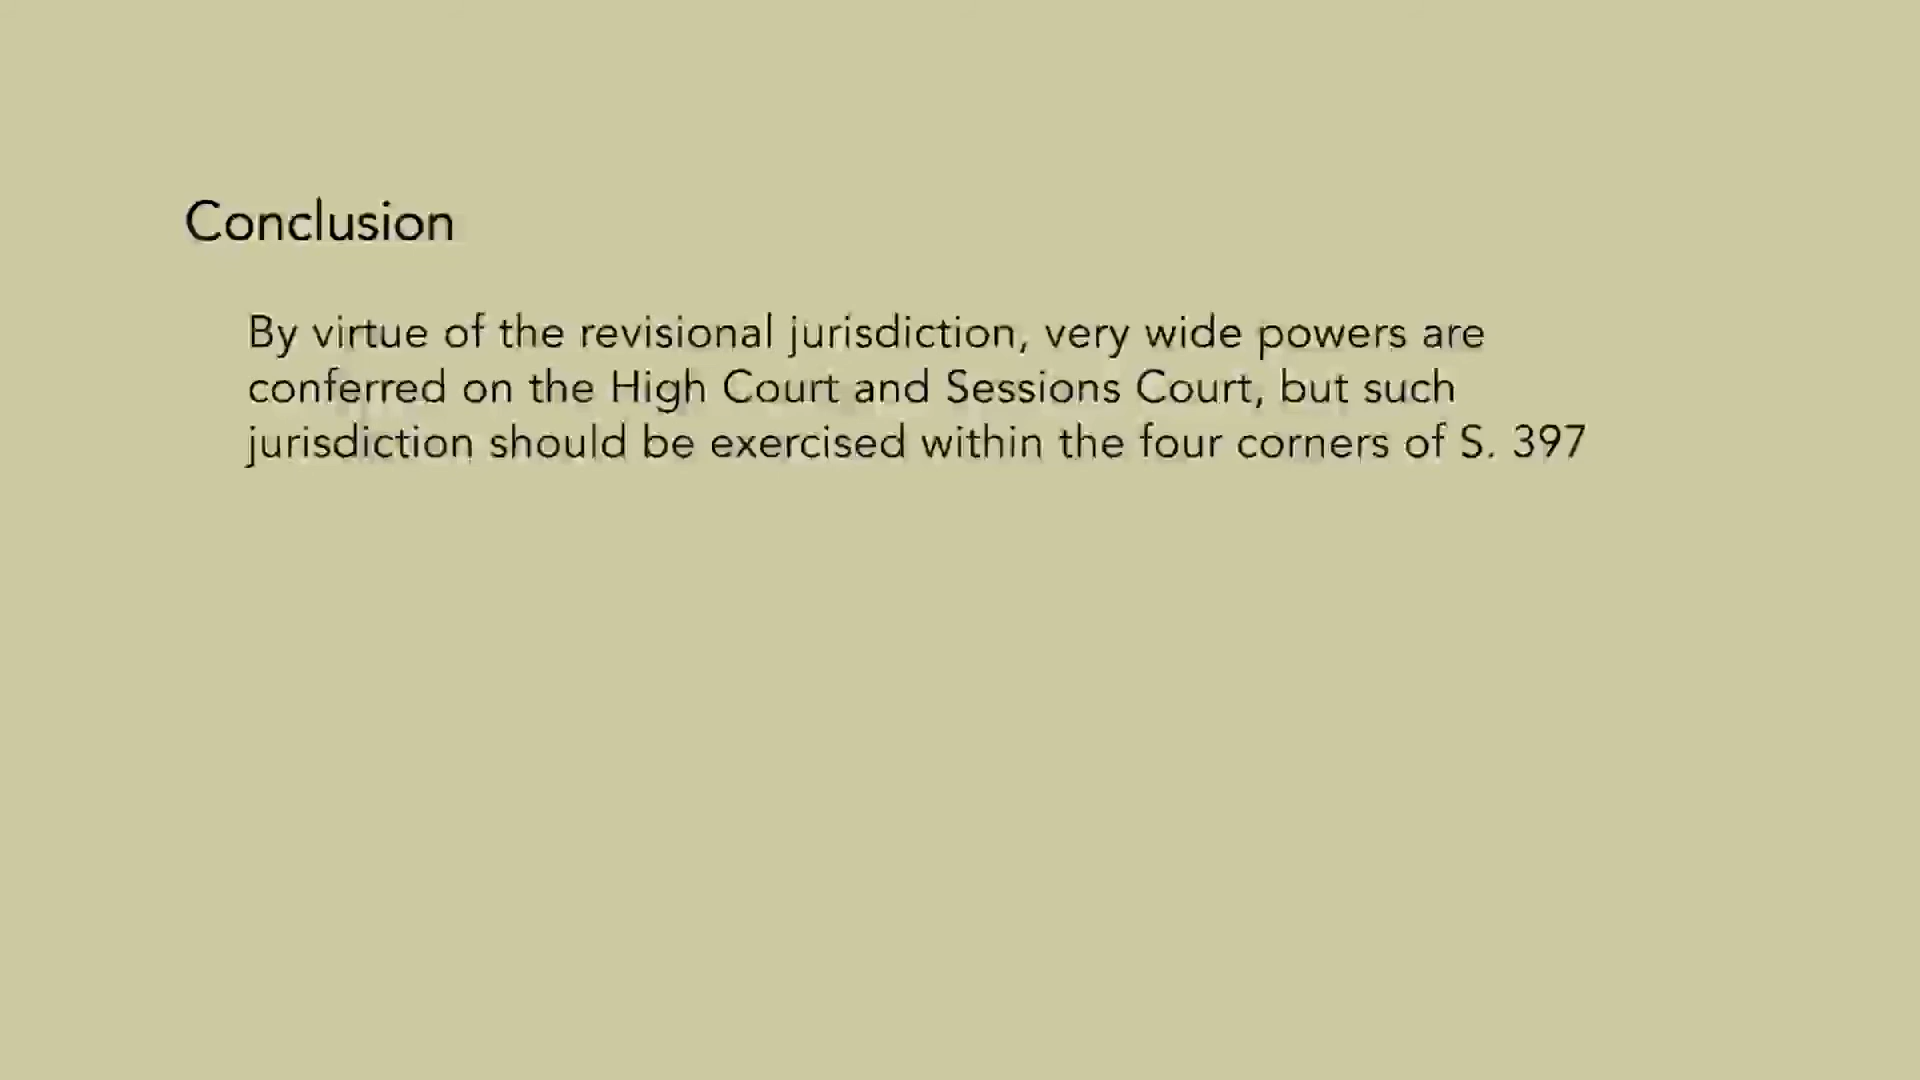 Conclusion
By virtue of the revisional jurisdiction, very wide powers are
conferred on the High Court and Sessions Court, but such
jurisdiction should be exercised within the four corners of S. 397